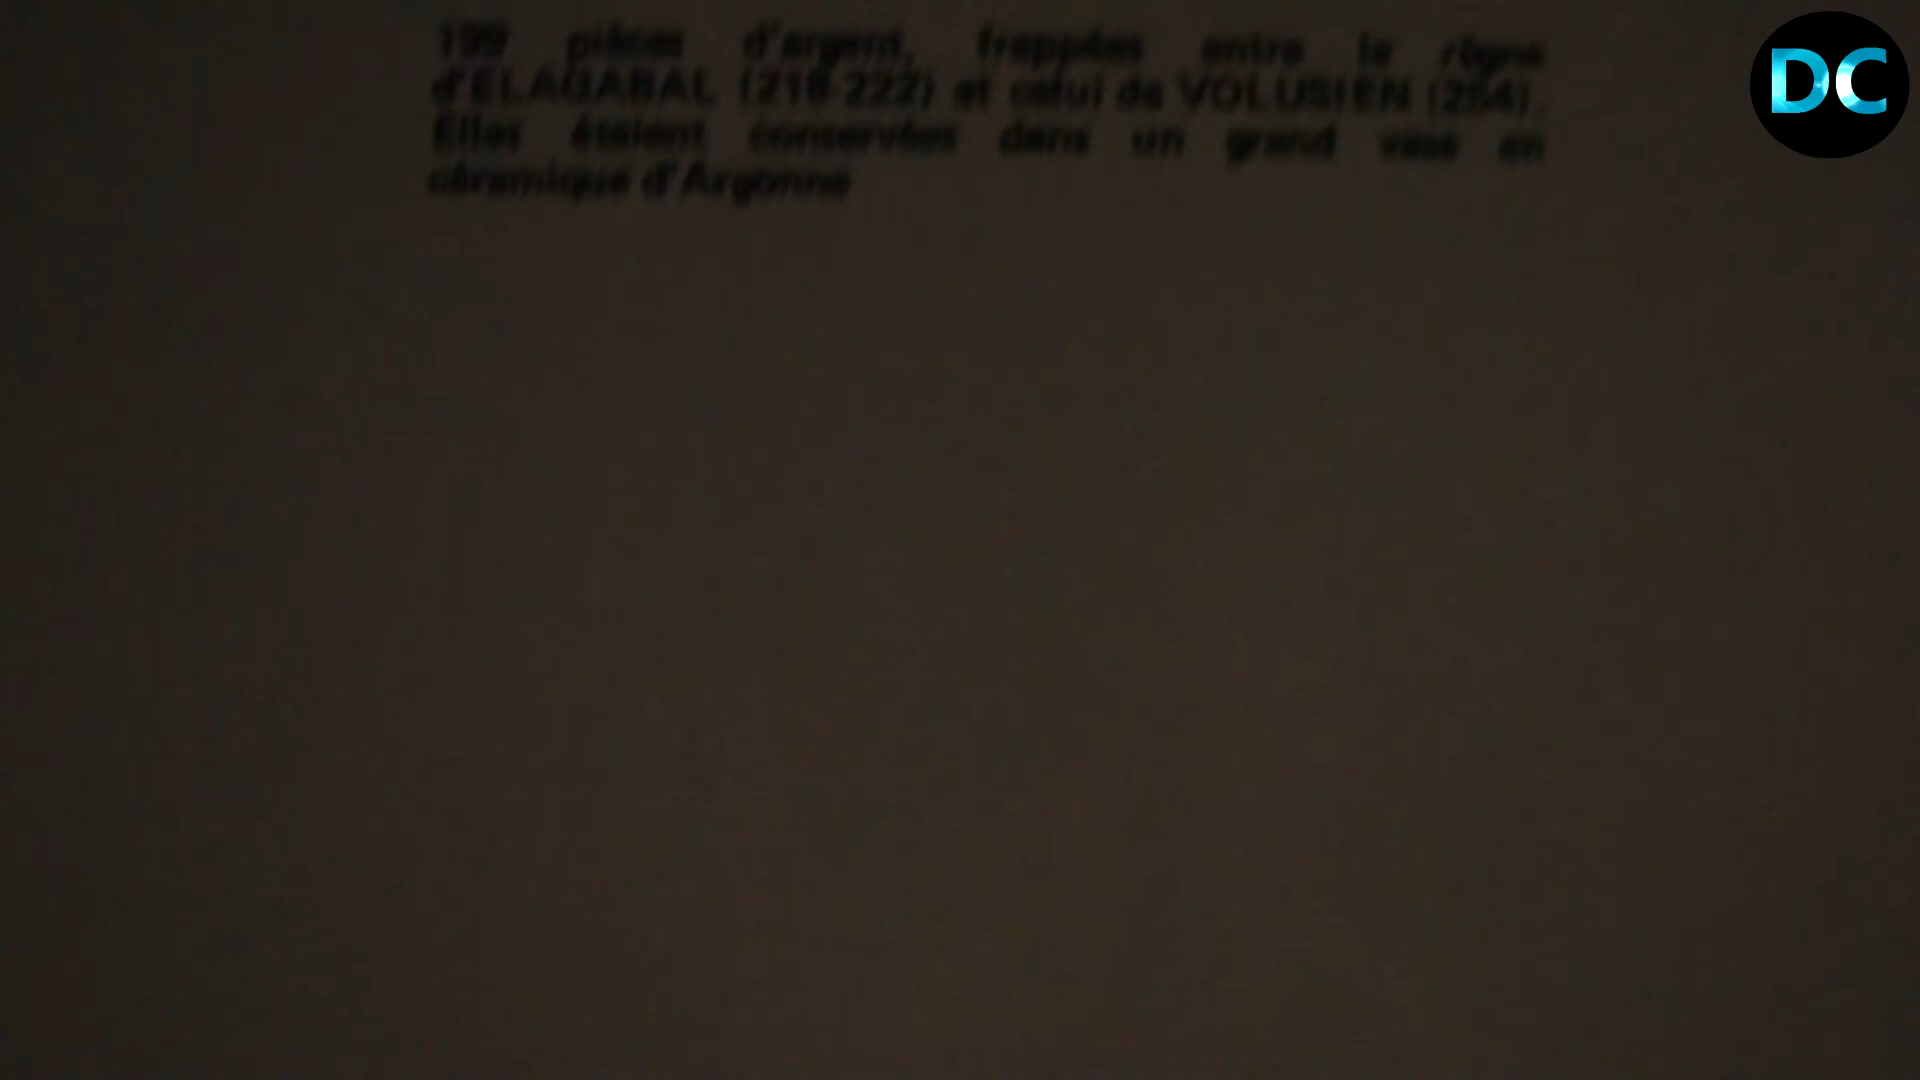 199 pièces d'argent, frappées entre le règne
d'ELAGABAL (218-222) et celui de VOLUSIEN (254).
Elles étaient conservées dans un grand vase en
céramique d'Argonne
DC